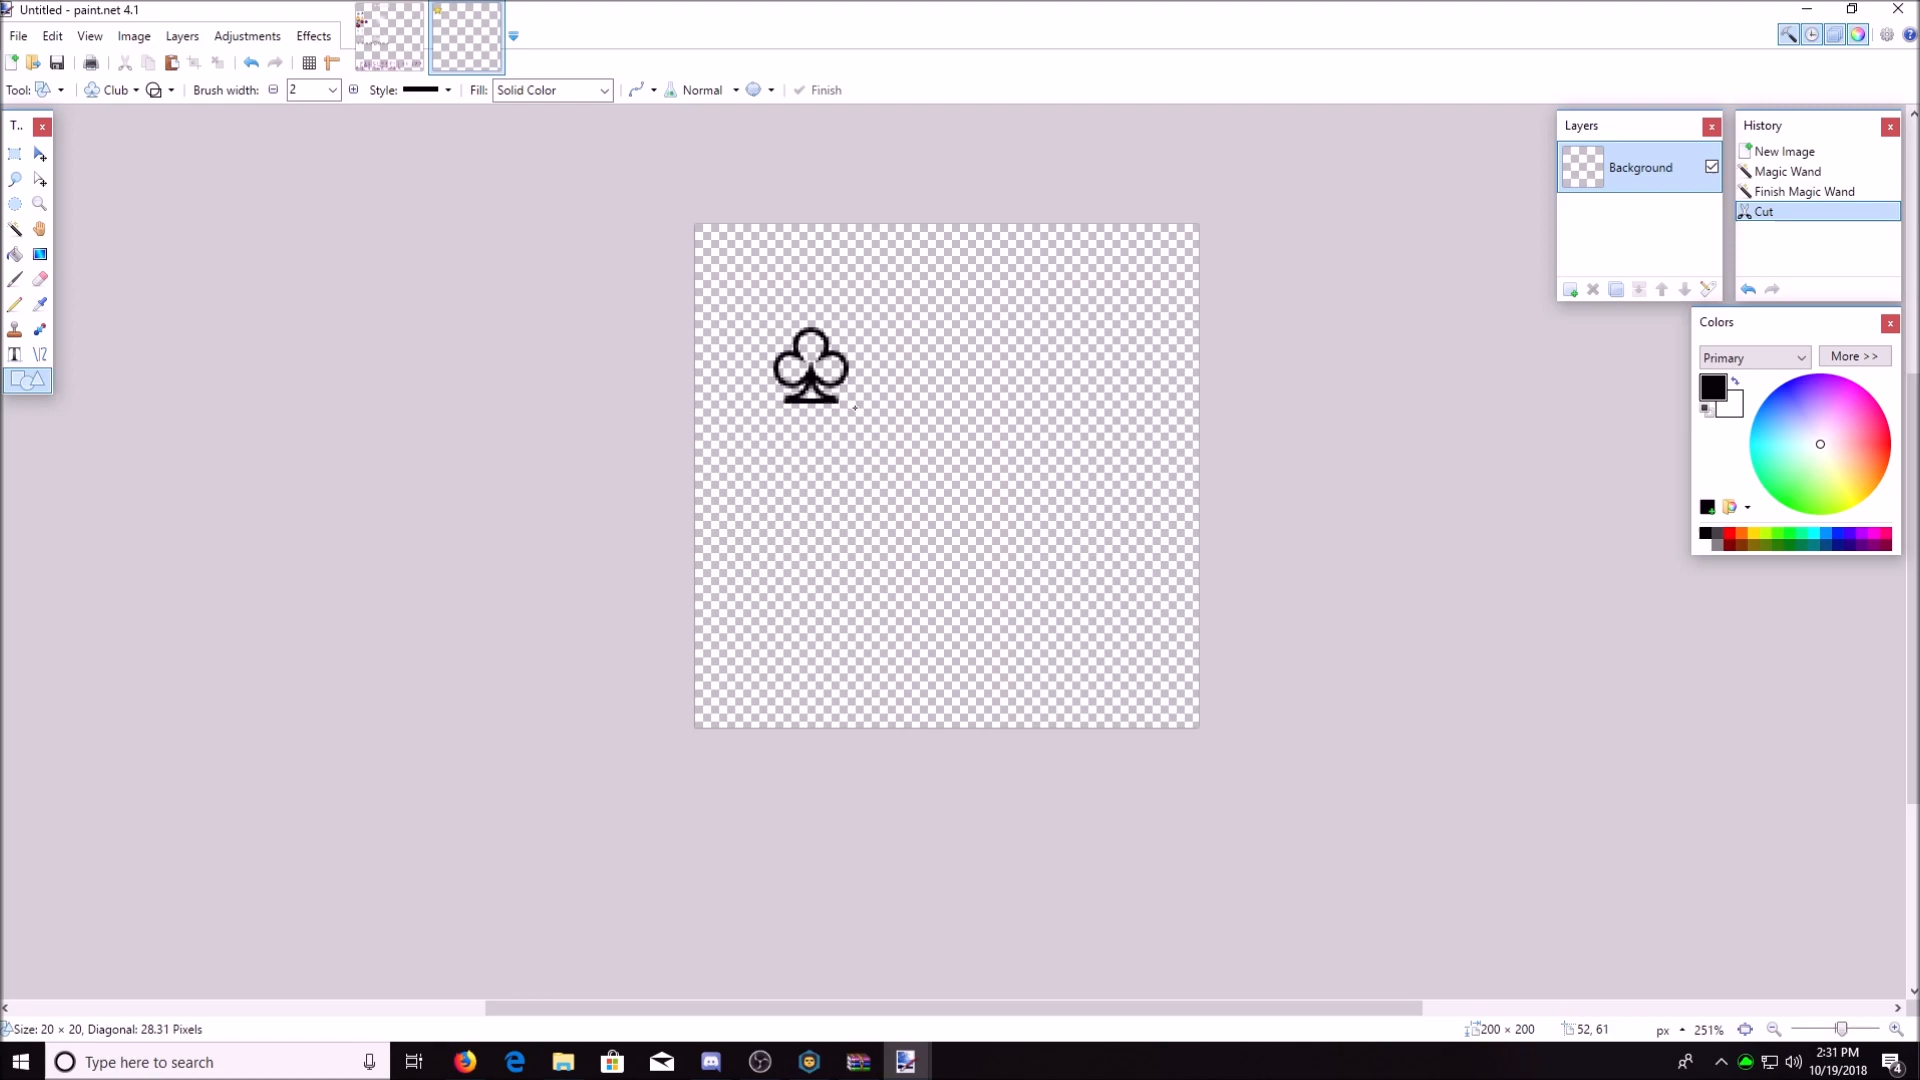 Untitled - paint.net 4.1
File Edit View Image Layers Adjustments Effects
Tool: Club Brush width: 2 Style: Fill: Solid Color Normal Finish
T..
Layers
Background
History
New Image
Magic Wand
Finish Magic Wand
Cut
Colors
Primary More >>
Size: 20 × 20, Diagonal: 28.31 Pixels 200 × 200 52, 61 px 251%
Type here to search
2:31 PM
10/19/2018
4